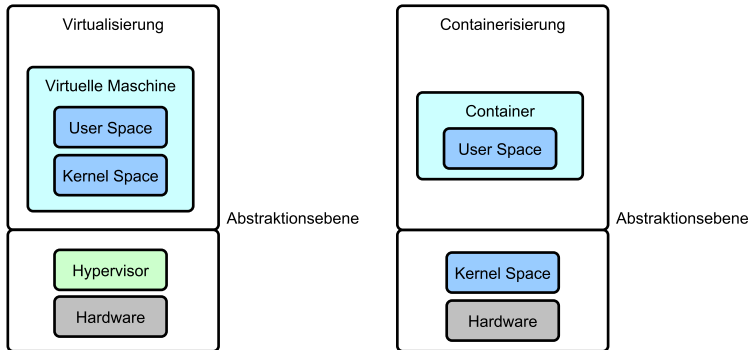 Virtualisierung
Virtuelle Maschine
User Space
Kernel Space
Abstraktionsebene
Hypervisor
Hardware
Containerisierung
Container
User Space
Abstraktionsebene
Kernel Space
Hardware